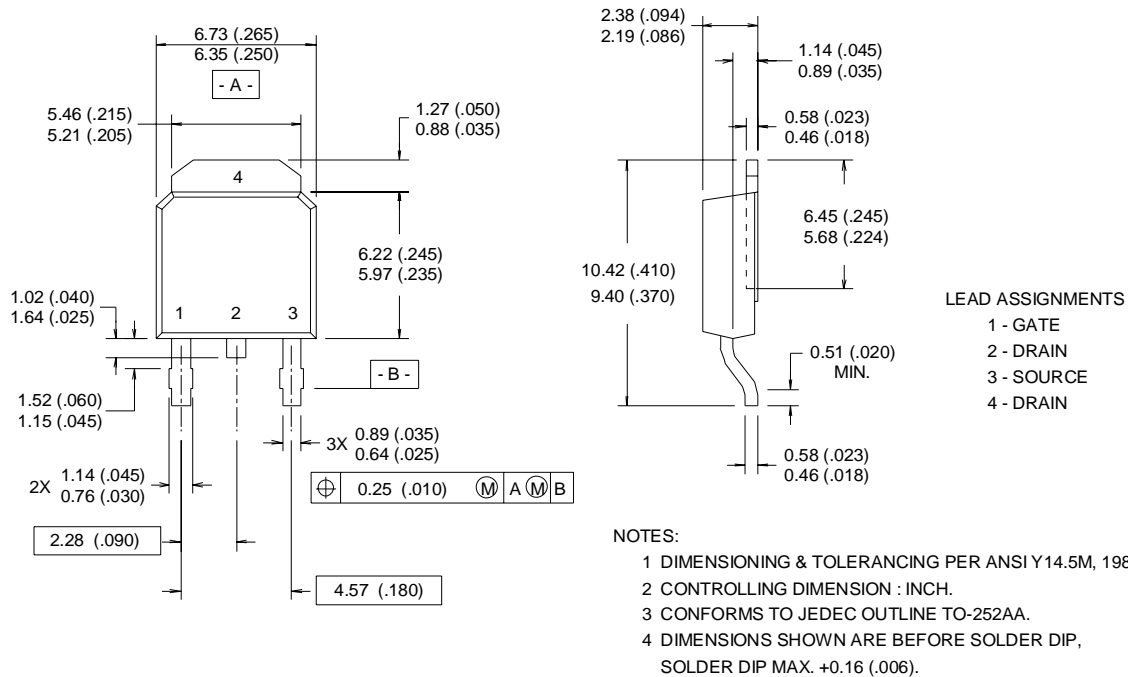 6.73 (.265)
6.35 (.250)
- A -
5.46 (.215)
5.21 (.205)
1.27 (.050)
0.88 (.035)
4
6.22 (.245)
5.97 (.235)
1.02 (.040)
1.64 (.025)
1 2 3
- B -
1.52 (.060)
1.15 (.045)
3X 0.89 (.035)
0.64 (.025)
2X 1.14 (.045)
0.76 (.030)
⌖ 0.25 (.010) Ⓜ A Ⓜ B
2.28 (.090)
4.57 (.180)
2.38 (.094)
2.19 (.086)
1.14 (.045)
0.89 (.035)
0.58 (.023)
0.46 (.018)
6.45 (.245)
5.68 (.224)
10.42 (.410)
9.40 (.370)
0.51 (.020)
MIN.
0.58 (.023)
0.46 (.018)
LEAD ASSIGNMENTS
1 - GATE
2 - DRAIN
3 - SOURCE
4 - DRAIN
NOTES:
1 DIMENSIONING & TOLERANCING PER ANSI Y14.5M, 198
2 CONTROLLING DIMENSION : INCH.
3 CONFORMS TO JEDEC OUTLINE TO-252AA.
4 DIMENSIONS SHOWN ARE BEFORE SOLDER DIP,
SOLDER DIP MAX. +0.16 (.006).